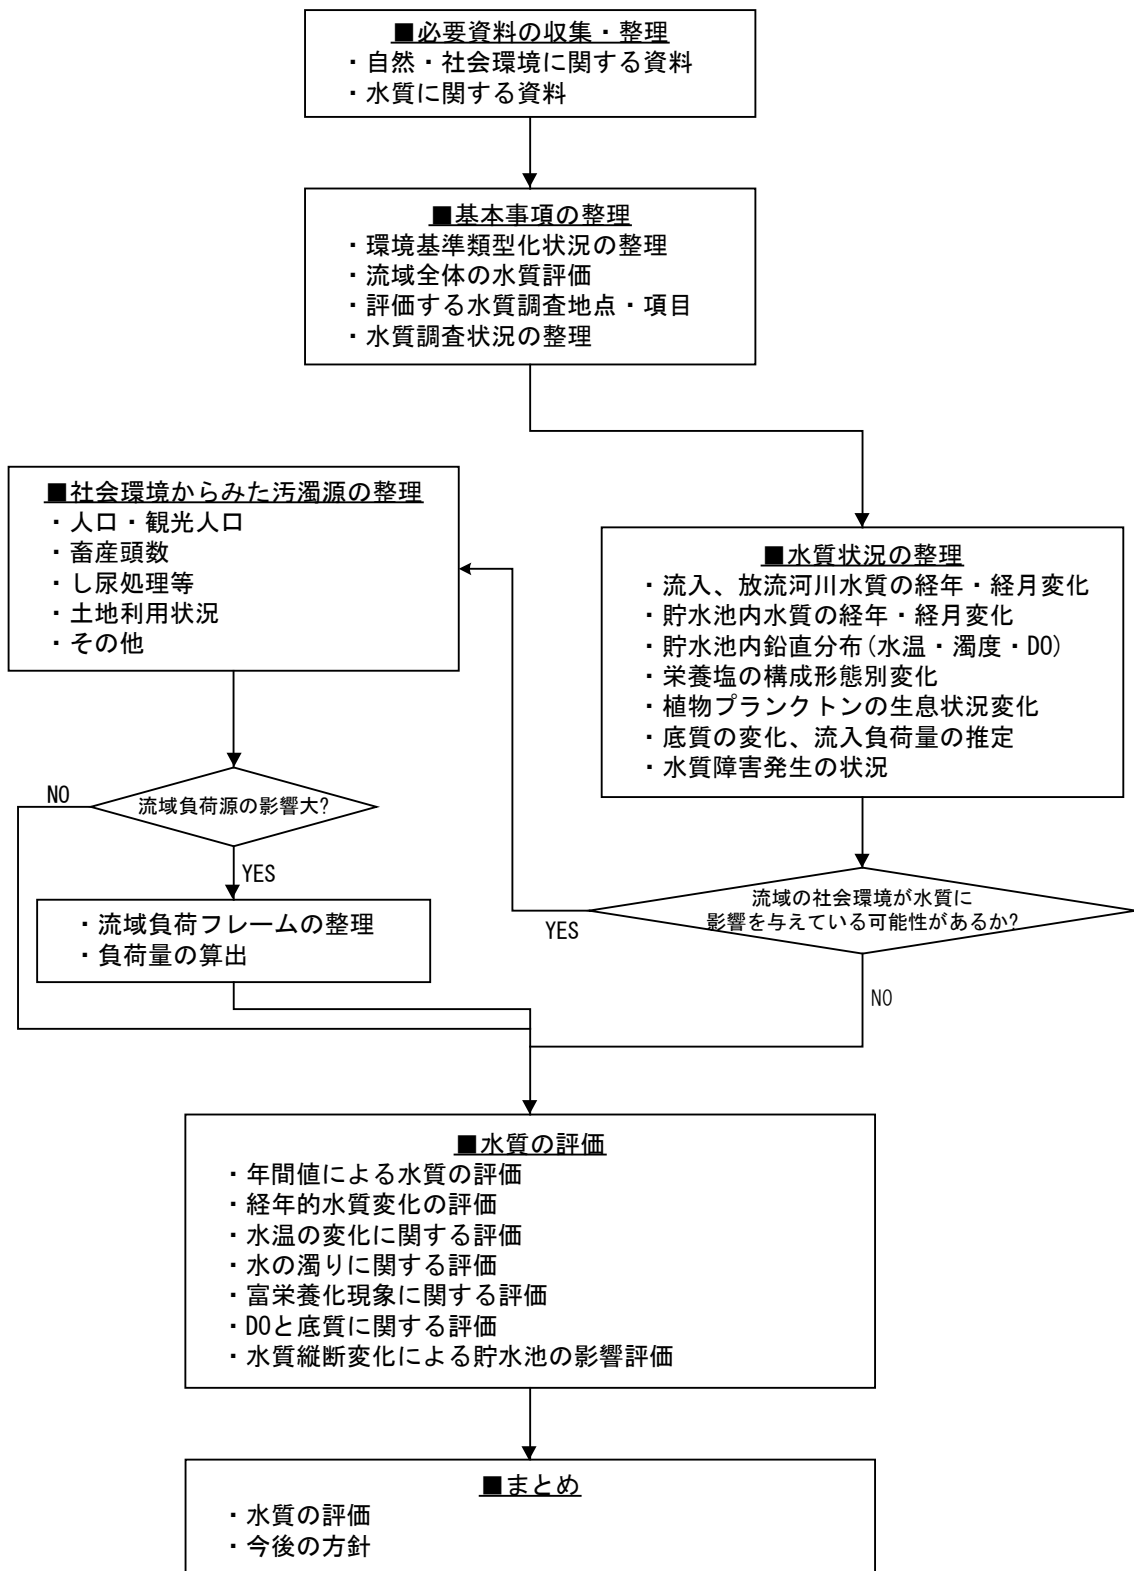 ■必要資料の収集・整理
・自然・社会環境に関する資料
・水質に関する資料
■基本事項の整理
・環境基準類型化状況の整理
・流域全体の水質評価
・評価する水質調査地点・項目
・水質調査状況の整理
■社会環境からみた汚濁源の整理
・人口・観光人口
・畜産頭数
・し尿処理等
・土地利用状況
・その他
■水質状況の整理
・流入、放流河川水質の経年・経月変化
・貯水池内水質の経年・経月変化
・貯水池内鉛直分布(水温・濁度・DO)
・栄養塩の構成形態別変化
・植物プランクトンの生息状況変化
・底質の変化、流入負荷量の推定
・水質障害発生の状況
NO
流域負荷源の影響大?
YES
・流域負荷フレームの整理
・負荷量の算出
流域の社会環境が水質に
影響を与えている可能性があるか?
YES
NO
■水質の評価
・年間値による水質の評価
・経年的水質変化の評価
・水温の変化に関する評価
・水の濁りに関する評価
・富栄養化現象に関する評価
・DOと底質に関する評価
・水質縦断変化による貯水池の影響評価
■まとめ
・水質の評価
・今後の方針